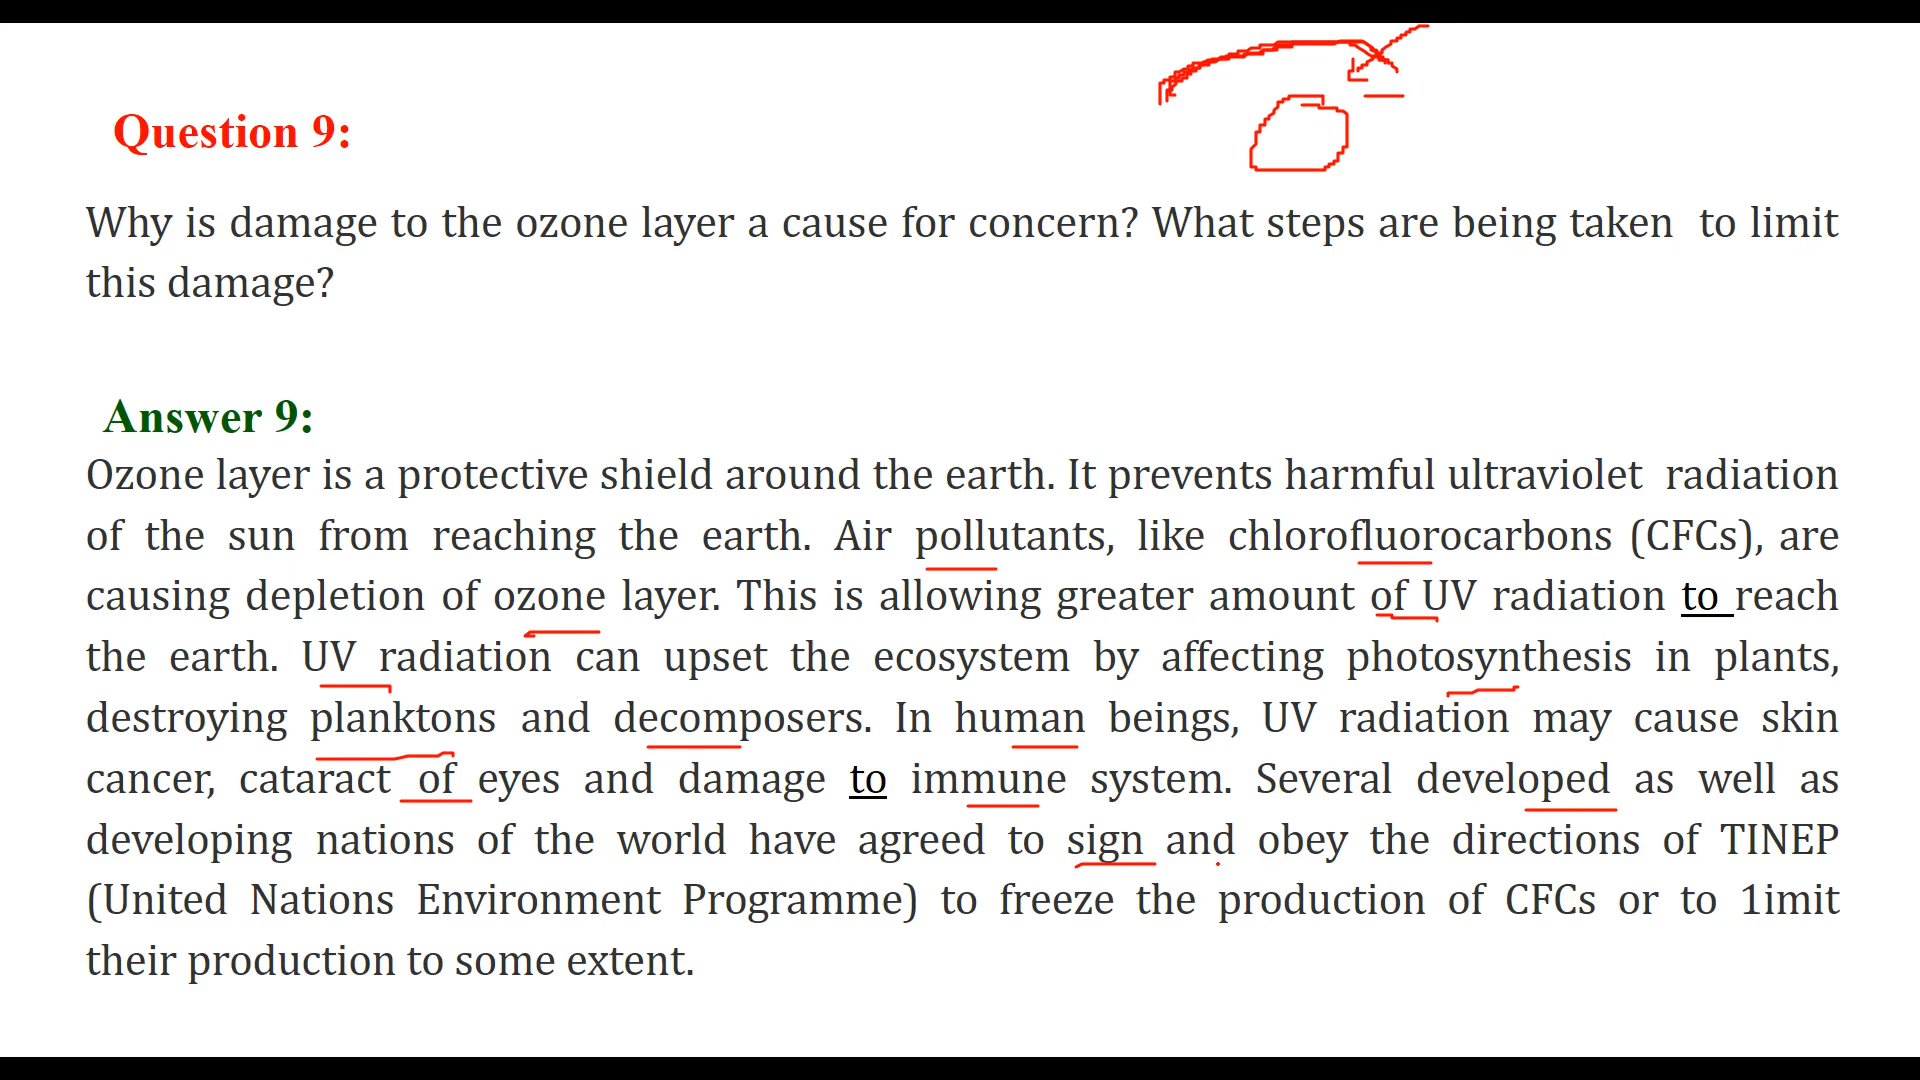 Question 9:
Why is damage to the ozone layer a cause for concern? What steps are being taken to limit
this damage?
Answer 9:
Ozone layer is a protective shield around the earth. It prevents harmful ultraviolet radiation
of the sun from reaching the earth. Air pollutants, like chlorofluorocarbons (CFCs), are
causing depletion of ozone layer. This is allowing greater amount of UV radiation to reach
the earth. UV radiation can upset the ecosystem by affecting photosynthesis in plants,
destroying planktons and decomposers. In human beings, UV radiation may cause skin
cancer, cataract of eyes and damage to immune system. Several developed as well as
developing nations of the world have agreed to sign and obey the directions of TINEP
(United Nations Environment Programme) to freeze the production of CFCs or to 1imit
their production to some extent.